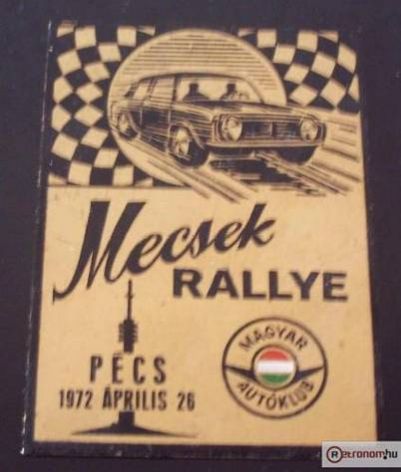 Mecsek
RALLYE
PÉCS
1972 ÁPRILIS 26
MAGYAR
AUTÓKLUB
Retronom.hu